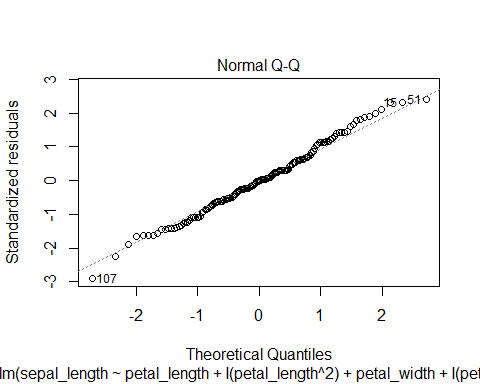 Normal Q-Q
Standardized residuals
3
2
1
0
-1
-2
-3
15
51
107
-2 -1 0 1 2
Theoretical Quantiles
lm(sepal_length ~ petal_length + I(petal_length^2) + petal_width + I(pet